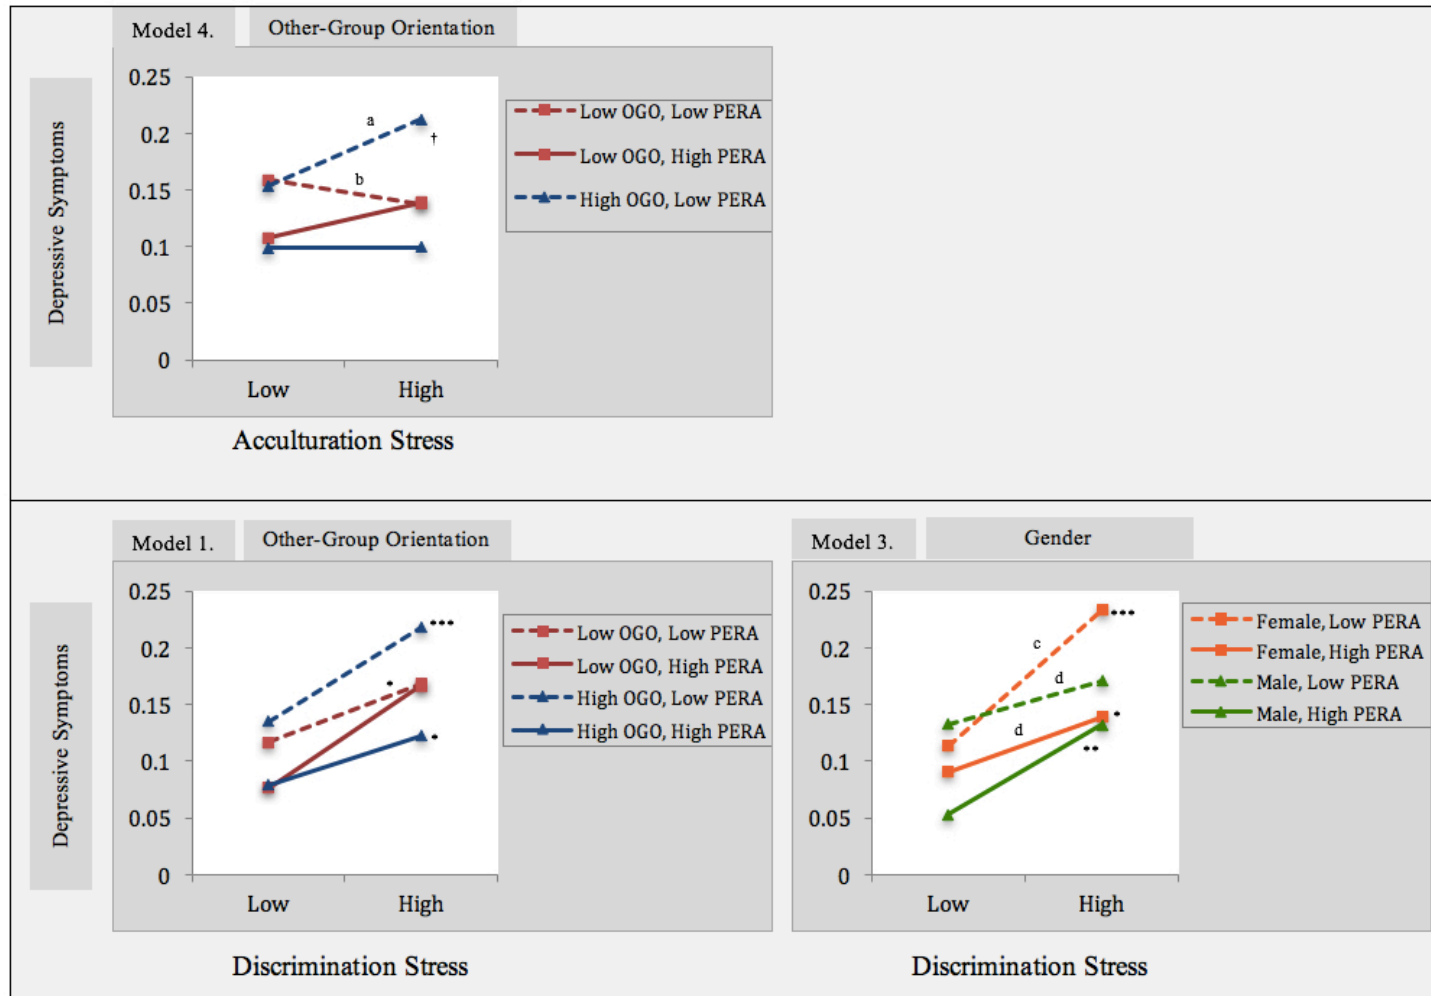 Model 4.
Other-Group Orientation
Depressive Symptoms
0.25
0.2
0.15
0.1
0.05
0
a
†
b
Low OGO, Low PERA
Low OGO, High PERA
High OGO, Low PERA
Low
High
Acculturation Stress
Model 1.
Other-Group Orientation
Depressive Symptoms
0.25
0.2
0.15
0.1
0.05
0
***
*
*
Low OGO, Low PERA
Low OGO, High PERA
High OGO, Low PERA
High OGO, High PERA
Low
High
Discrimination Stress
Model 3.
Gender
0.25
0.2
0.15
0.1
0.05
0
***
c
d
*
d
**
Female, Low PERA
Female, High PERA
Male, Low PERA
Male, High PERA
Low
High
Discrimination Stress